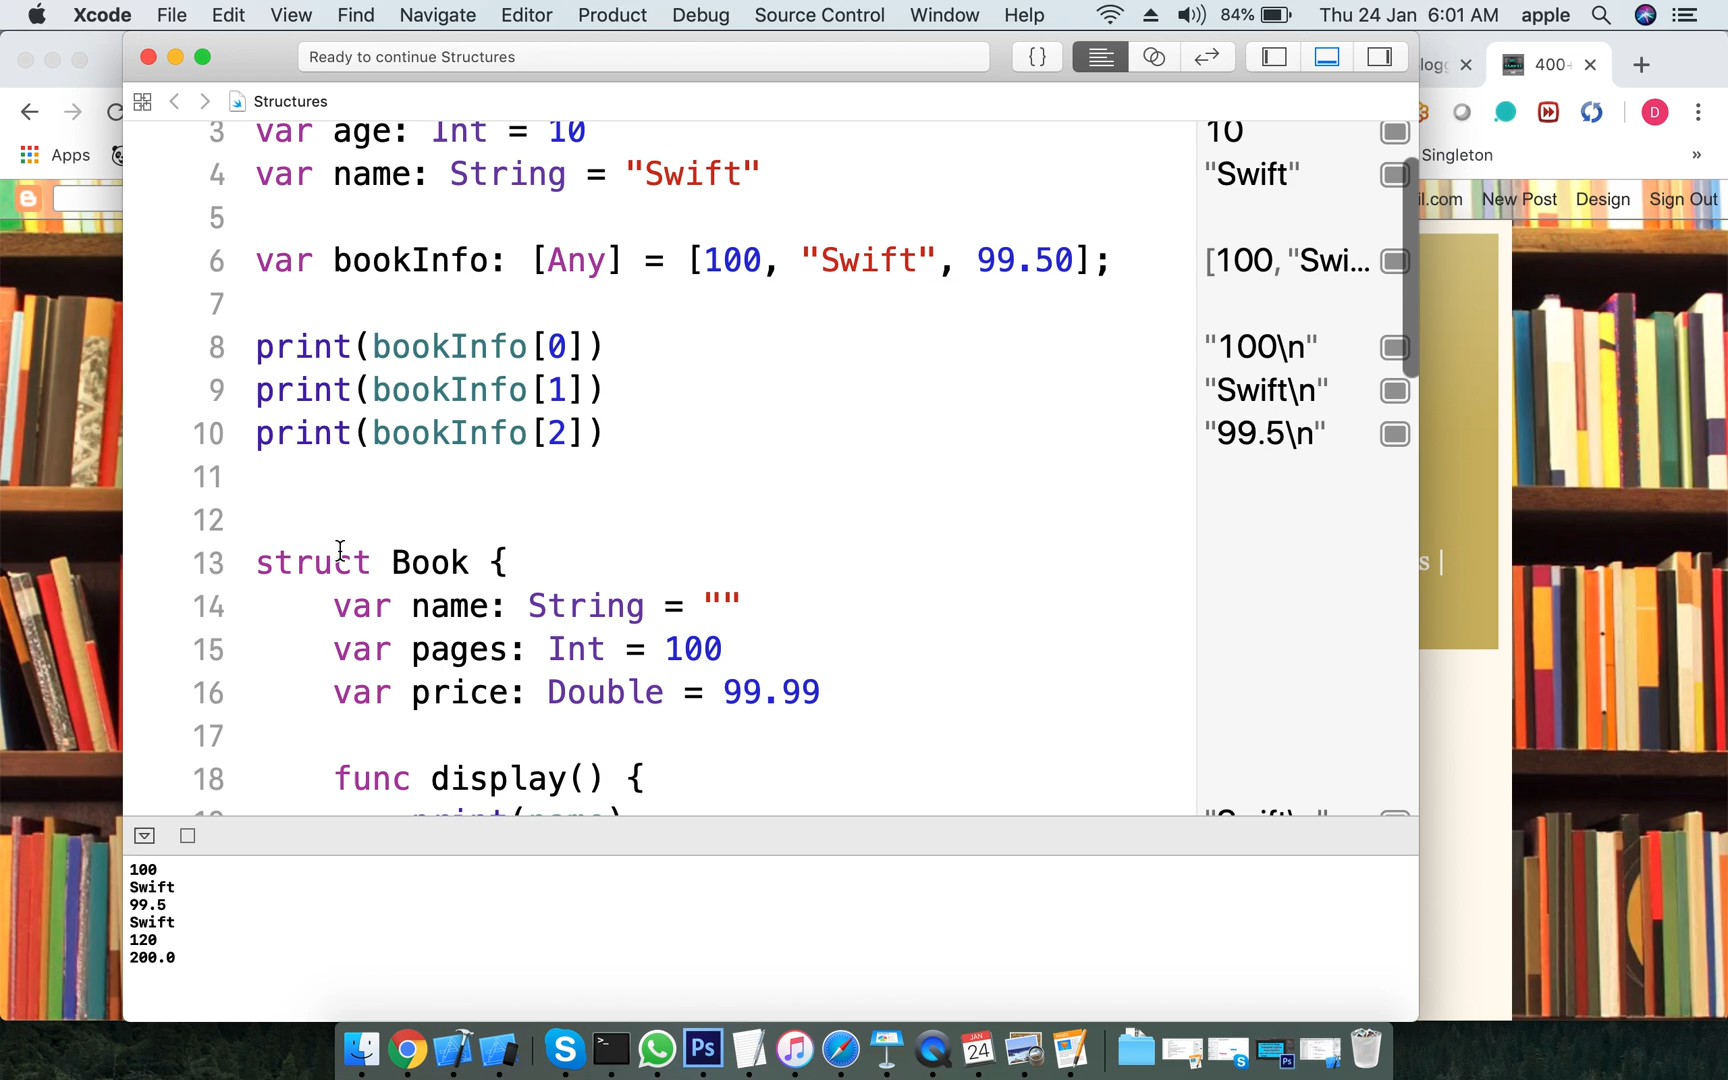 Xcode File Edit View Find Navigate Editor Product Debug Source Control Window Help 84% Thu 24 Jan 6:01 AM apple
Ready to continue Structures {}
400
D
Structures
Apps
Singleton »
New Post Design Sign Out
3 var age: Int = 10 10
4 var name: String = "Swift" "Swift"
5
6 var bookInfo: [Any] = [100, "Swift", 99.50]; [100, "Swi...
7
8 print(bookInfo[0]) "100\n"
9 print(bookInfo[1]) "Swift\n"
10 print(bookInfo[2]) "99.5\n"
11
12
13 struct Book {
14 var name: String = ""
15 var pages: Int = 100
16 var price: Double = 99.99
17
18 func display() {
100
Swift
99.5
Swift
120
200.0
JAN
24
Ps